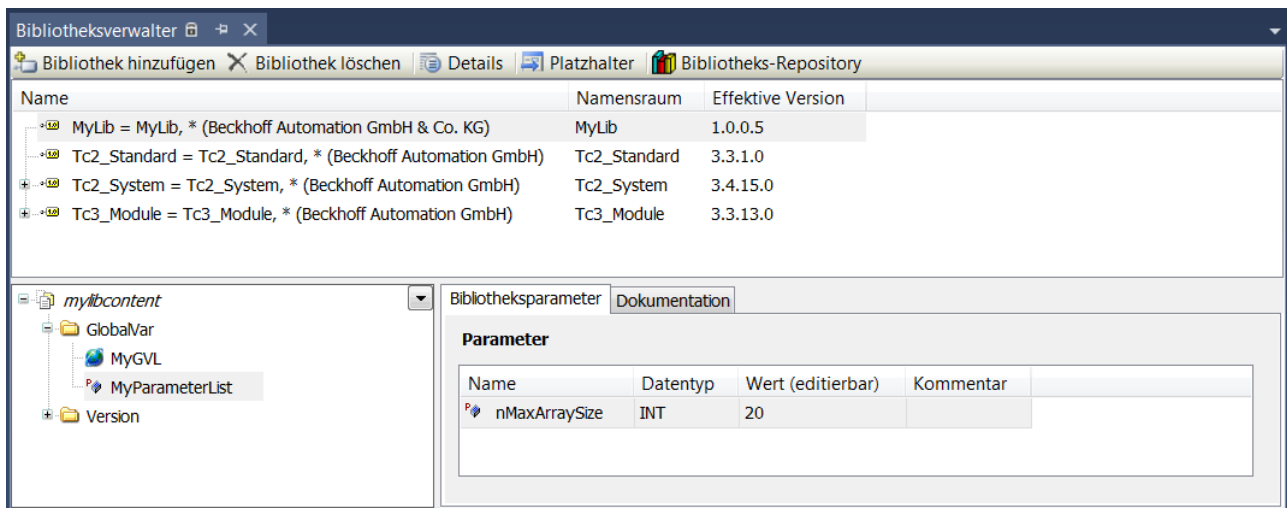 Bibliotheksverwalter
Bibliothek hinzufügen Bibliothek löschen Details Platzhalter Bibliotheks-Repository
Name Namensraum Effektive Version
MyLib = MyLib, * (Beckhoff Automation GmbH & Co. KG) MyLib 1.0.0.5
Tc2_Standard = Tc2_Standard, * (Beckhoff Automation GmbH) Tc2_Standard 3.3.1.0
Tc2_System = Tc2_System, * (Beckhoff Automation GmbH) Tc2_System 3.4.15.0
Tc3_Module = Tc3_Module, * (Beckhoff Automation GmbH) Tc3_Module 3.3.13.0
mylibcontent
GlobalVar
MyGVL
MyParameterList
Version
Bibliotheksparameter Dokumentation
Parameter
Name Datentyp Wert (editierbar) Kommentar
nMaxArraySize INT 20